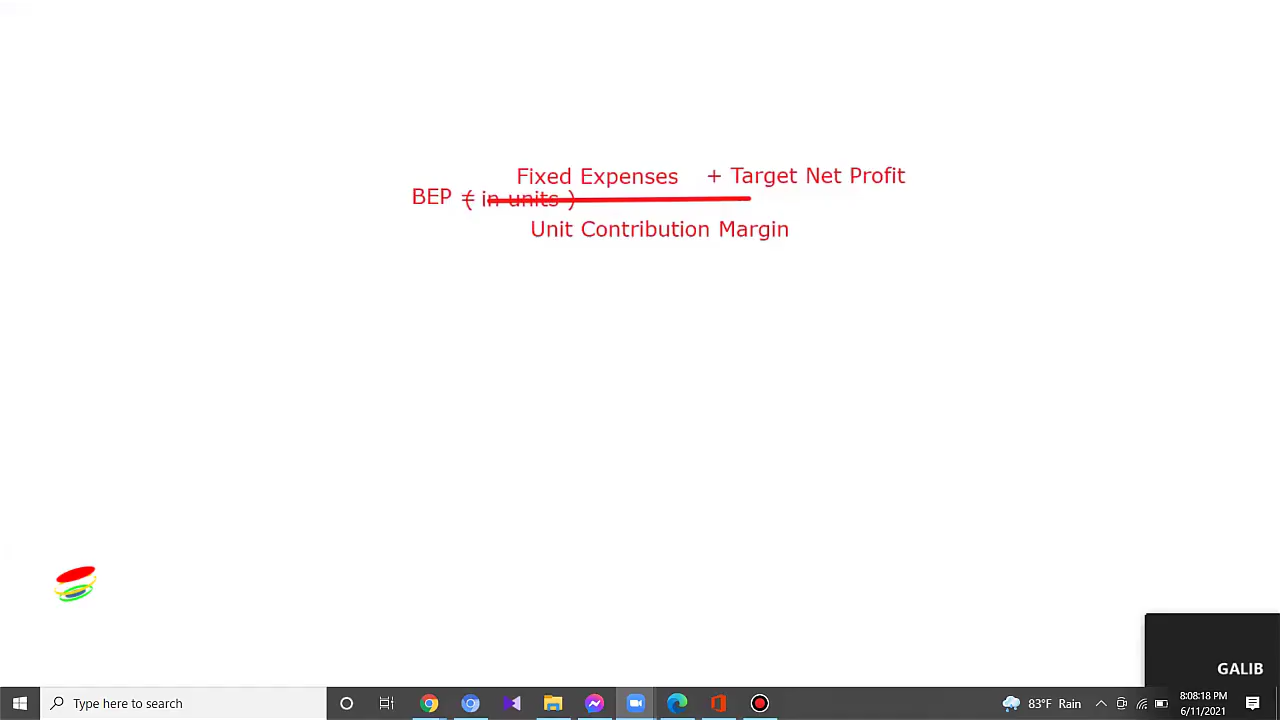 Fixed Expenses + Target Net Profit
BEP = ( in units )
Unit Contribution Margin
GALIB
Type here to search
83°F Rain
8:08:18 PM
6/11/2021